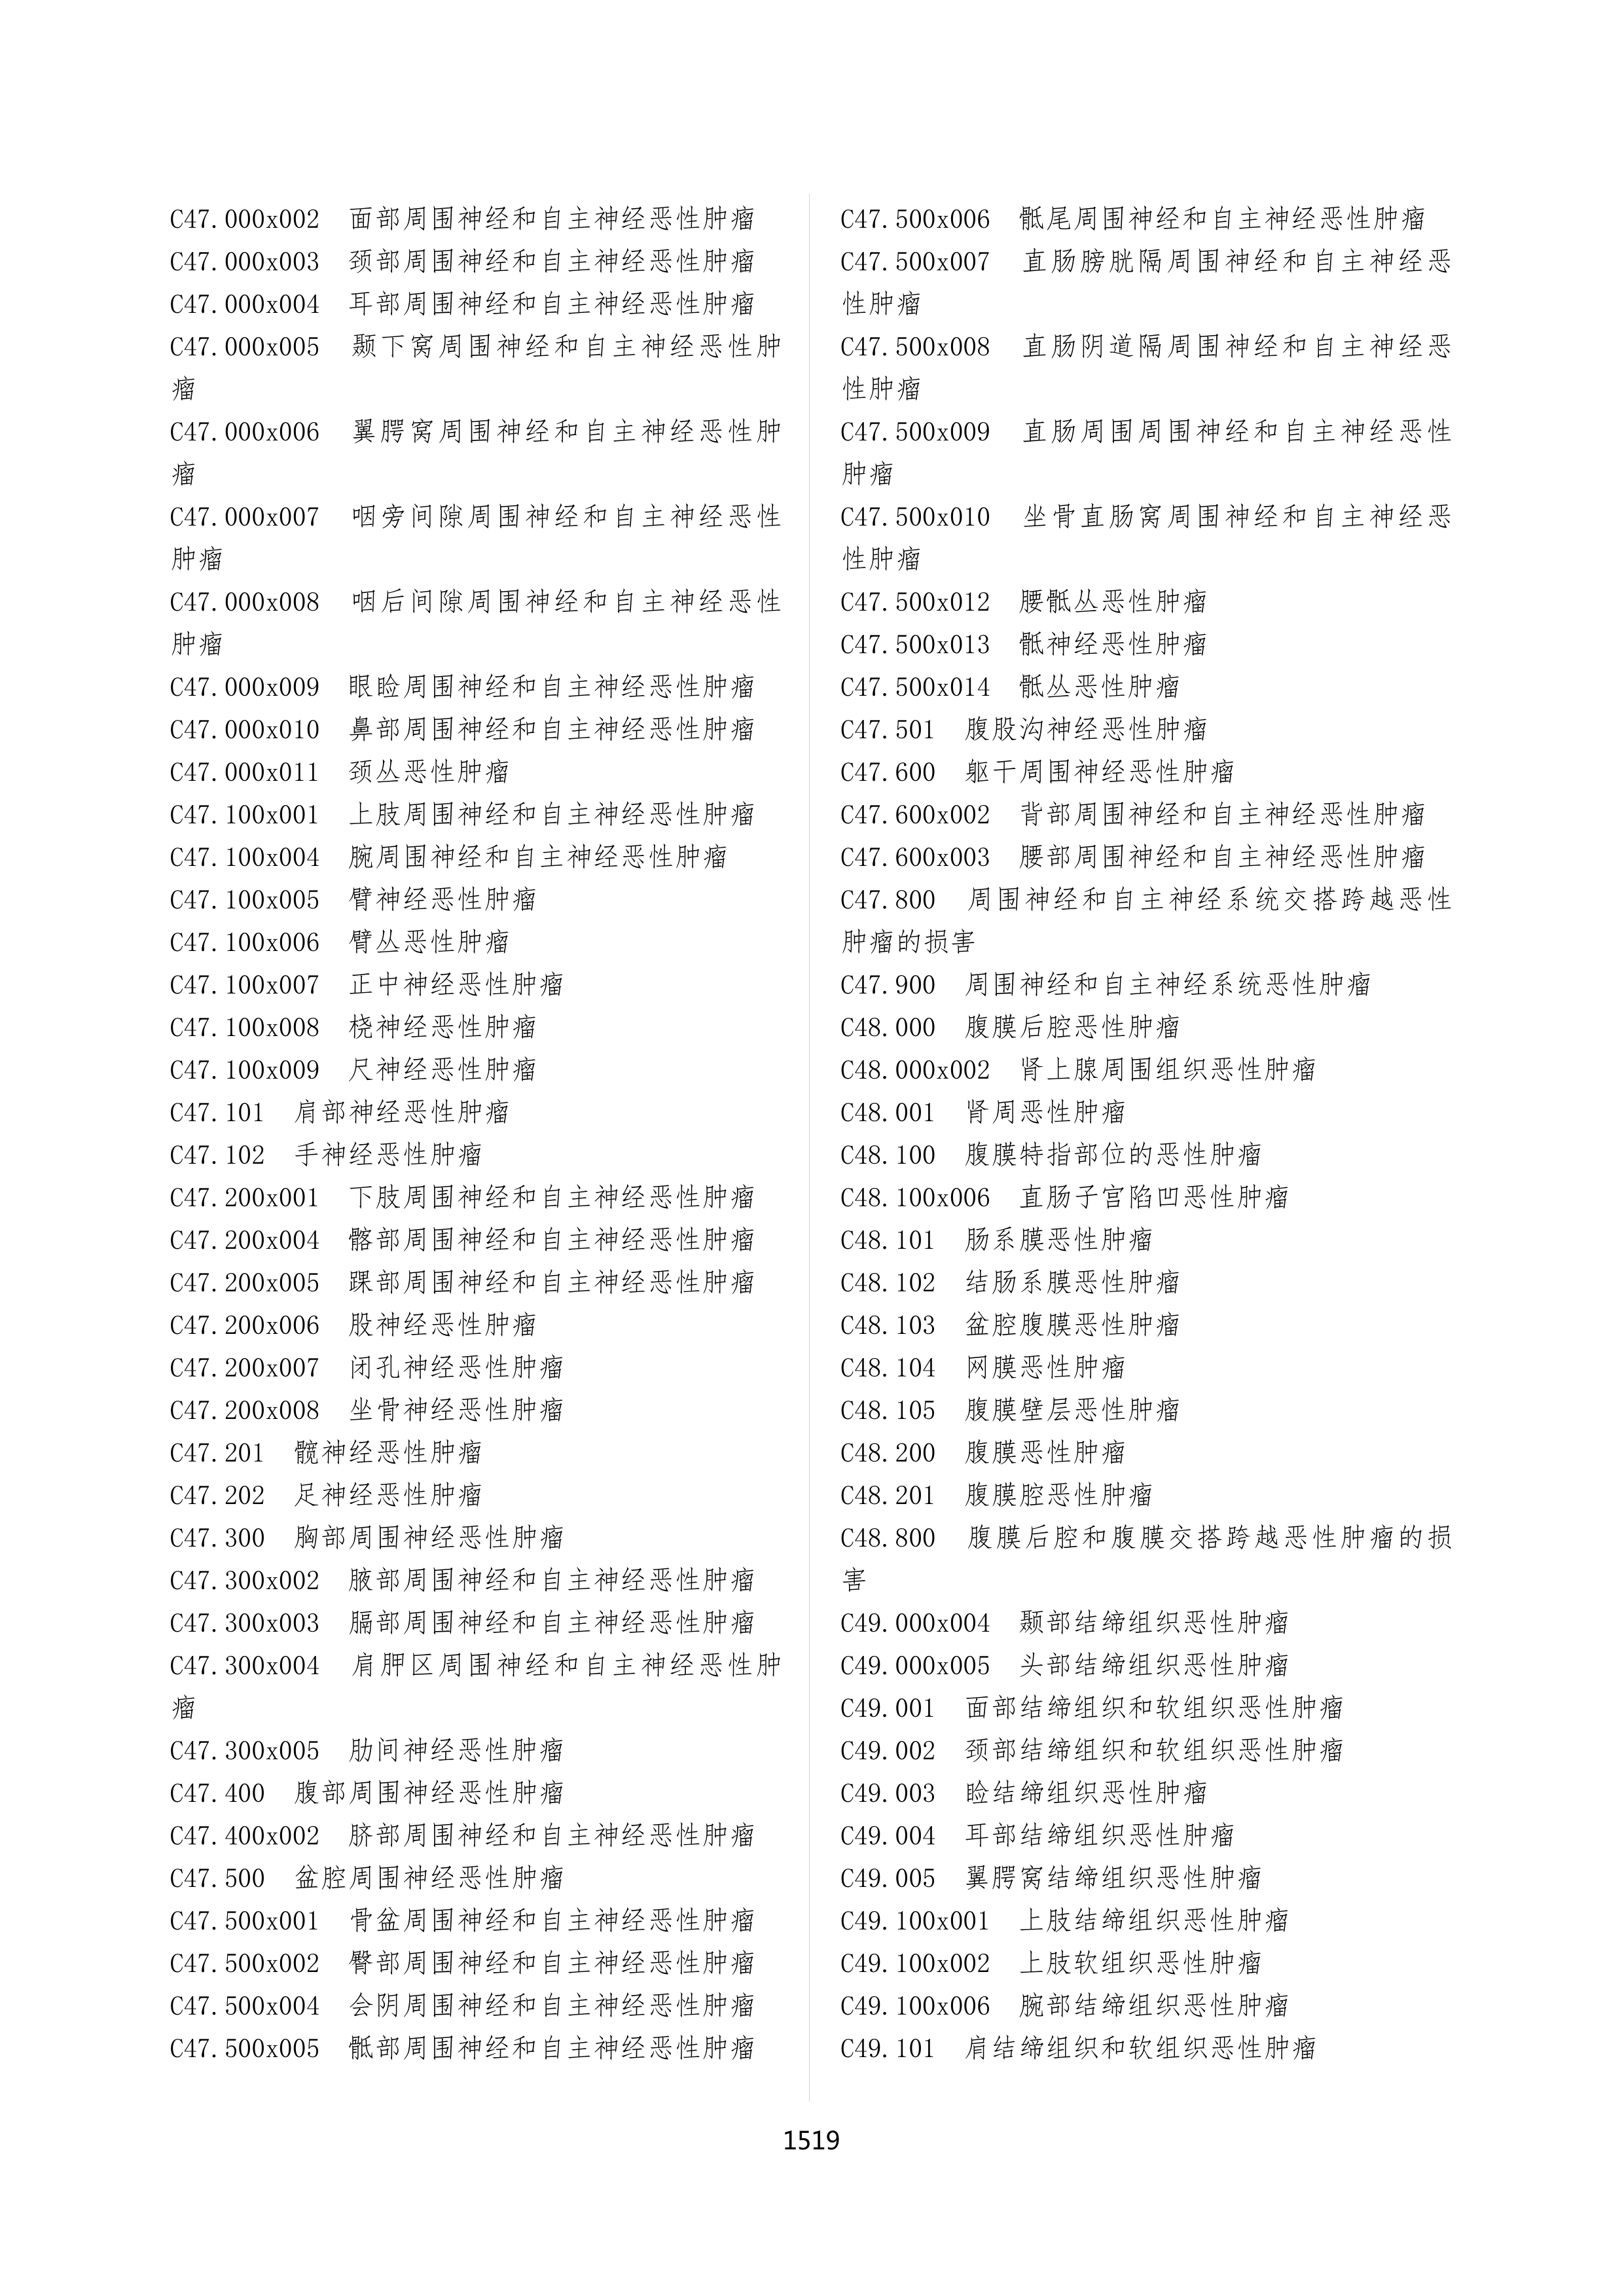 C47.000x002 面部周围神经和自主神经恶性肿瘤
C47.000x003 颈部周围神经和自主神经恶性肿瘤
C47.000x004 耳部周围神经和自主神经恶性肿瘤
C47.000x005 颞下窝周围神经和自主神经恶性肿
瘤
C47.000x006 翼腭窝周围神经和自主神经恶性肿
瘤
C47.000x007 咽旁间隙周围神经和自主神经恶性
肿瘤
C47.000x008 咽后间隙周围神经和自主神经恶性
肿瘤
C47.000x009 眼睑周围神经和自主神经恶性肿瘤
C47.000x010 鼻部周围神经和自主神经恶性肿瘤
C47.000x011 颈丛恶性肿瘤
C47.100x001 上肢周围神经和自主神经恶性肿瘤
C47.100x004 腕周围神经和自主神经恶性肿瘤
C47.100x005 臂神经恶性肿瘤
C47.100x006 臂丛恶性肿瘤
C47.100x007 正中神经恶性肿瘤
C47.100x008 桡神经恶性肿瘤
C47.100x009 尺神经恶性肿瘤
C47.101 肩部神经恶性肿瘤
C47.102 手神经恶性肿瘤
C47.200x001 下肢周围神经和自主神经恶性肿瘤
C47.200x004 髂部周围神经和自主神经恶性肿瘤
C47.200x005 踝部周围神经和自主神经恶性肿瘤
C47.200x006 股神经恶性肿瘤
C47.200x007 闭孔神经恶性肿瘤
C47.200x008 坐骨神经恶性肿瘤
C47.201 髋神经恶性肿瘤
C47.202 足神经恶性肿瘤
C47.300 胸部周围神经恶性肿瘤
C47.300x002 腋部周围神经和自主神经恶性肿瘤
C47.300x003 膈部周围神经和自主神经恶性肿瘤
C47.300x004 肩胛区周围神经和自主神经恶性肿
瘤
C47.300x005 肋间神经恶性肿瘤
C47.400 腹部周围神经恶性肿瘤
C47.400x002 脐部周围神经和自主神经恶性肿瘤
C47.500 盆腔周围神经恶性肿瘤
C47.500x001 骨盆周围神经和自主神经恶性肿瘤
C47.500x002 臀部周围神经和自主神经恶性肿瘤
C47.500x004 会阴周围神经和自主神经恶性肿瘤
C47.500x005 骶部周围神经和自主神经恶性肿瘤
C47.500x006 骶尾周围神经和自主神经恶性肿瘤
C47.500x007 直肠膀胱隔周围神经和自主神经恶
性肿瘤
C47.500x008 直肠阴道隔周围神经和自主神经恶
性肿瘤
C47.500x009 直肠周围周围神经和自主神经恶性
肿瘤
C47.500x010 坐骨直肠窝周围神经和自主神经恶
性肿瘤
C47.500x012 腰骶丛恶性肿瘤
C47.500x013 骶神经恶性肿瘤
C47.500x014 骶丛恶性肿瘤
C47.501 腹股沟神经恶性肿瘤
C47.600 躯干周围神经恶性肿瘤
C47.600x002 背部周围神经和自主神经恶性肿瘤
C47.600x003 腰部周围神经和自主神经恶性肿瘤
C47.800 周围神经和自主神经系统交搭跨越恶性
肿瘤的损害
C47.900 周围神经和自主神经系统恶性肿瘤
C48.000 腹膜后腔恶性肿瘤
C48.000x002 肾上腺周围组织恶性肿瘤
C48.001 肾周恶性肿瘤
C48.100 腹膜特指部位的恶性肿瘤
C48.100x006 直肠子宫陷凹恶性肿瘤
C48.101 肠系膜恶性肿瘤
C48.102 结肠系膜恶性肿瘤
C48.103 盆腔腹膜恶性肿瘤
C48.104 网膜恶性肿瘤
C48.105 腹膜壁层恶性肿瘤
C48.200 腹膜恶性肿瘤
C48.201 腹膜腔恶性肿瘤
C48.800 腹膜后腔和腹膜交搭跨越恶性肿瘤的损
害
C49.000x004 颞部结缔组织恶性肿瘤
C49.000x005 头部结缔组织恶性肿瘤
C49.001 面部结缔组织和软组织恶性肿瘤
C49.002 颈部结缔组织和软组织恶性肿瘤
C49.003 睑结缔组织恶性肿瘤
C49.004 耳部结缔组织恶性肿瘤
C49.005 翼腭窝结缔组织恶性肿瘤
C49.100x001 上肢结缔组织恶性肿瘤
C49.100x002 上肢软组织恶性肿瘤
C49.100x006 腕部结缔组织恶性肿瘤
C49.101 肩结缔组织和软组织恶性肿瘤
1519